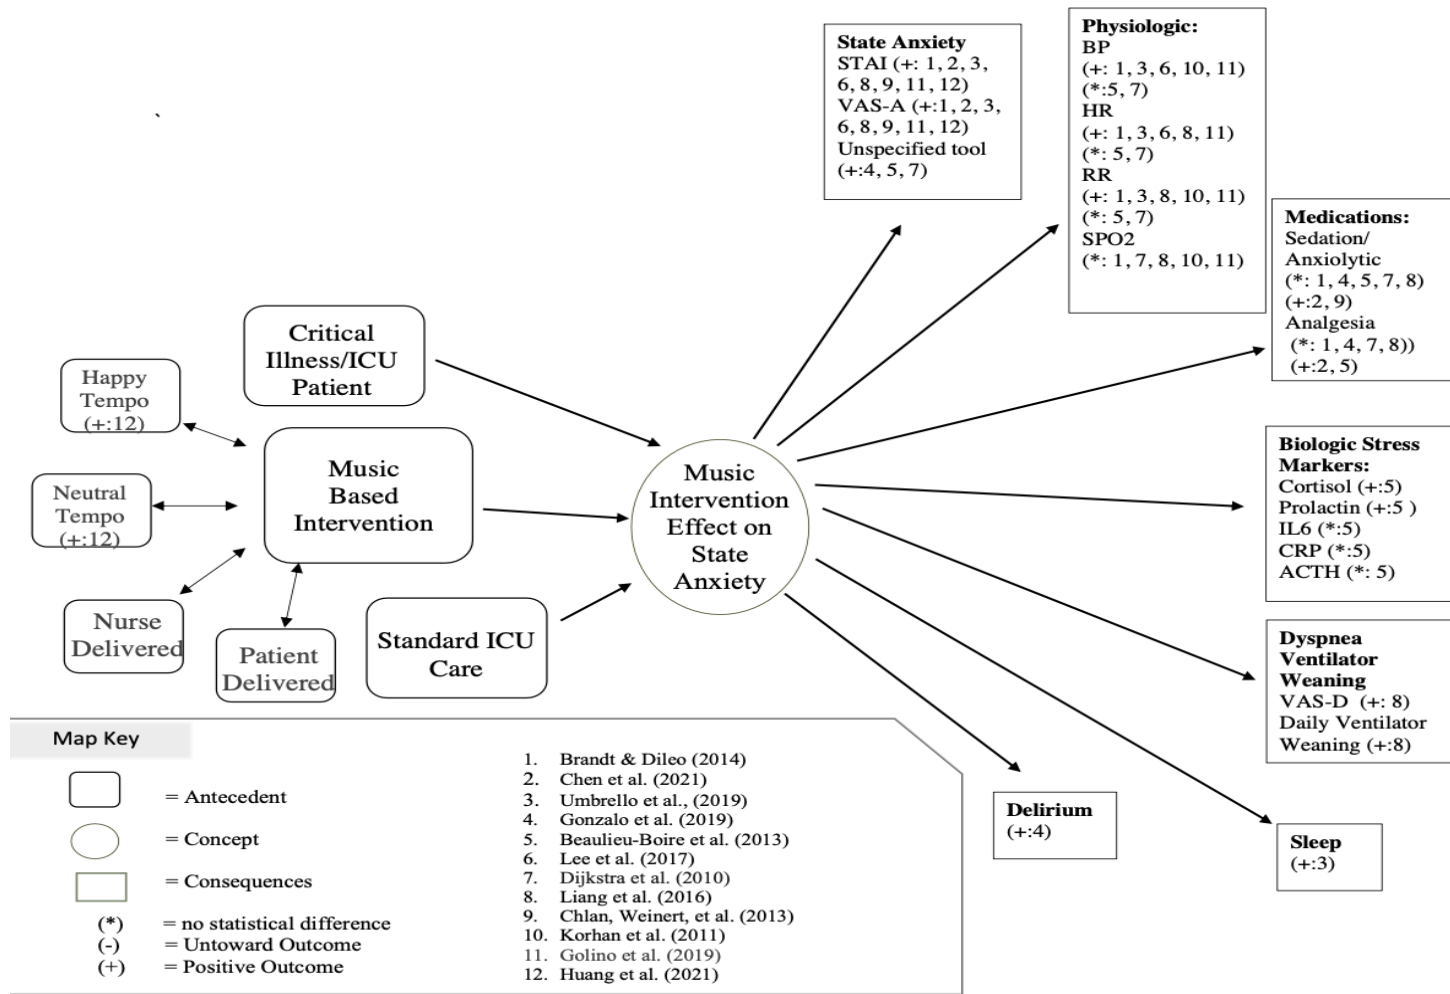 State Anxiety
STAI (+: 1, 2, 3,
6, 8, 9, 11, 12)
VAS-A (+:1, 2, 3,
6, 8, 9, 11, 12)
Unspecified tool
(+:4, 5, 7)
Physiologic:
BP
(+: 1, 3, 6, 10, 11)
(*:5, 7)
HR
(+: 1, 3, 6, 8, 11)
(*: 5, 7)
RR
(+: 1, 3, 8, 10, 11)
(*: 5, 7)
SPO2
(*: 1, 7, 8, 10, 11)
Medications:
Sedation/
Anxiolytic
(*: 1, 4, 5, 7, 8)
(+:2, 9)
Analgesia
(*: 1, 4, 7, 8))
(+:2, 5)
Critical
Illness/ICU
Patient
Happy
Tempo
(+:12)
Music
Based
Intervention
Neutral
Tempo
(+:12)
Nurse
Delivered
Patient
Delivered
Standard ICU
Care
Music
Intervention
Effect on
State
Anxiety
Biologic Stress
Markers:
Cortisol (+:5)
Prolactin (+:5 )
IL6 (*:5)
CRP (*:5)
ACTH (*: 5)
Dyspnea
Ventilator
Weaning
VAS-D (+: 8)
Daily Ventilator
Weaning (+:8)
Delirium
(+:4)
Sleep
(+:3)
Map Key
= Antecedent
= Concept
= Consequences
(*) = no statistical difference
(-) = Untoward Outcome
(+) = Positive Outcome
1. Brandt & Dileo (2014)
2. Chen et al. (2021)
3. Umbrello et al., (2019)
4. Gonzalo et al. (2019)
5. Beaulieu-Boire et al. (2013)
6. Lee et al. (2017)
7. Dijkstra et al. (2010)
8. Liang et al. (2016)
9. Chlan, Weinert, et al. (2013)
10. Korhan et al. (2011)
11. Golino et al. (2019)
12. Huang et al. (2021)